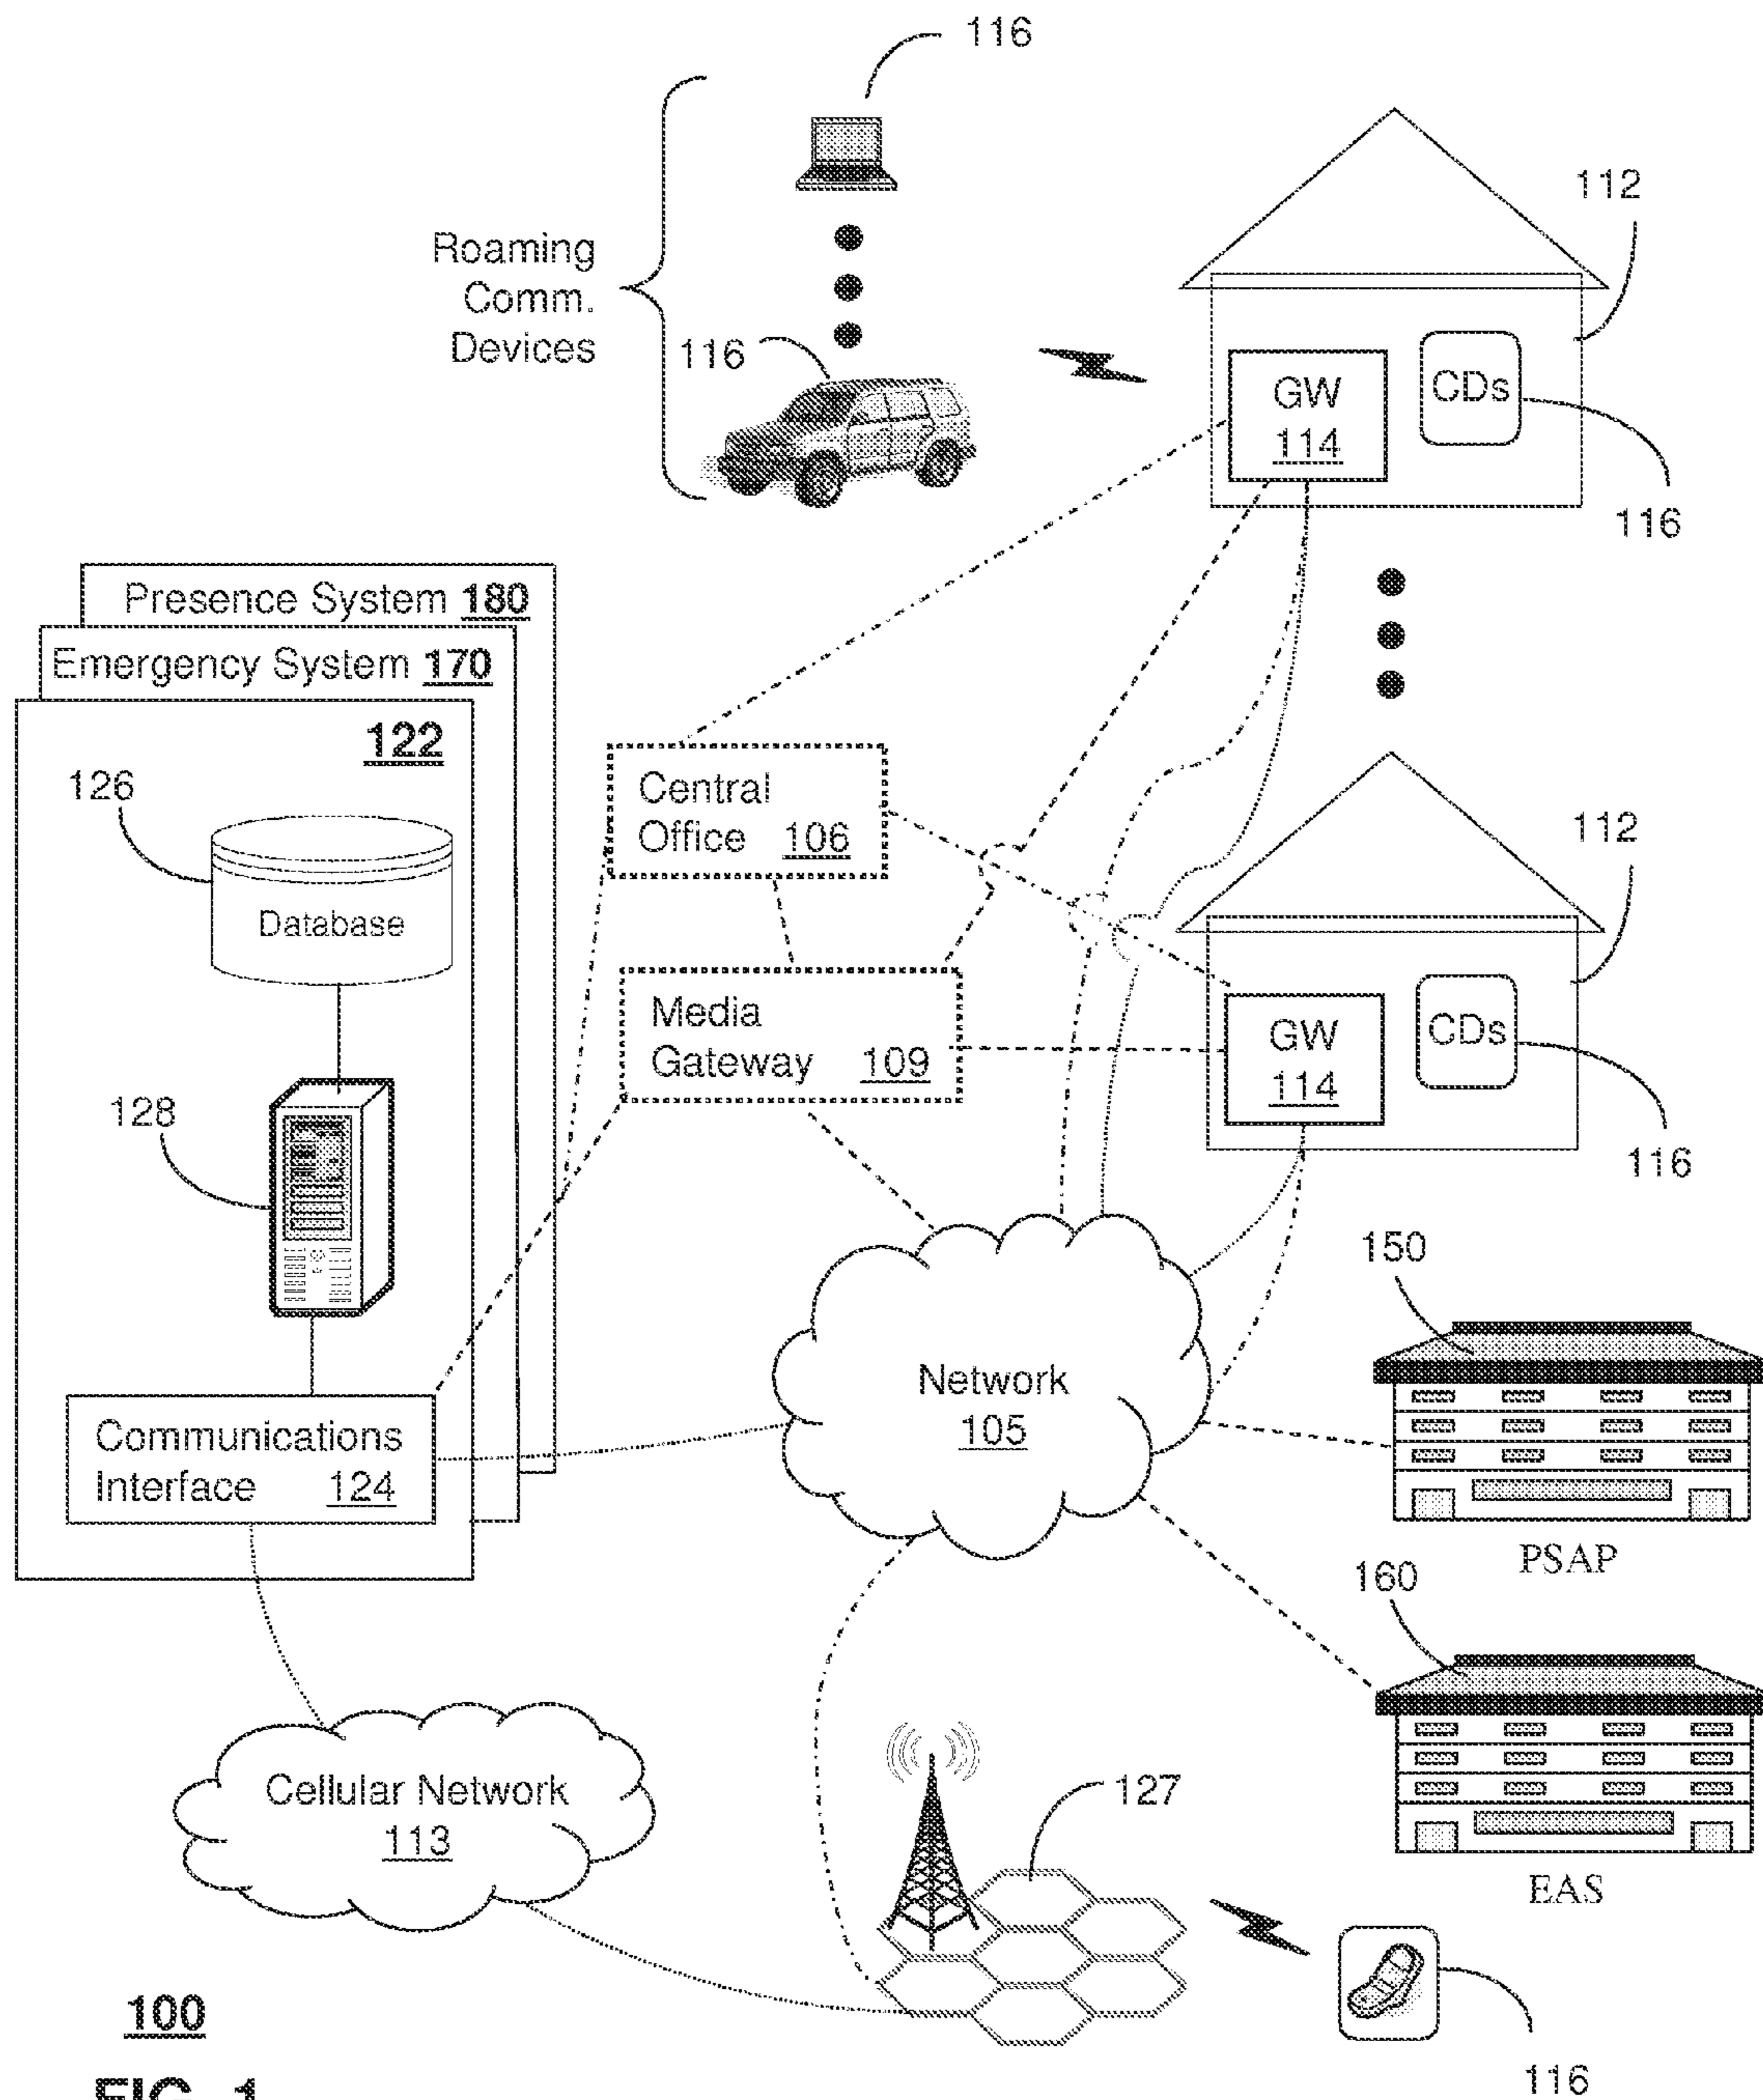 116
112
Roaming
Comm.
Devices
116
GW
114
CDs
116
Presence System 180
Emergency System 170
122
126
Database
Central
Office 106
112
Media
Gateway 109
GW
114
CDs
116
128
150
Network
105
Communications
Interface 124
PSAP
160
Cellular Network
113
127
EAS
100
116
FIG. 1